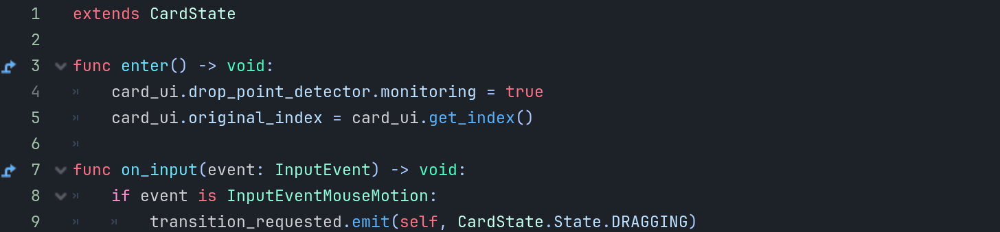 1 extends CardState
2
3 func enter() -> void:
4 card_ui.drop_point_detector.monitoring = true
5 card_ui.original_index = card_ui.get_index()
6
7 func on_input(event: InputEvent) -> void:
8 if event is InputEventMouseMotion:
9 transition_requested.emit(self, CardState.State.DRAGGING)